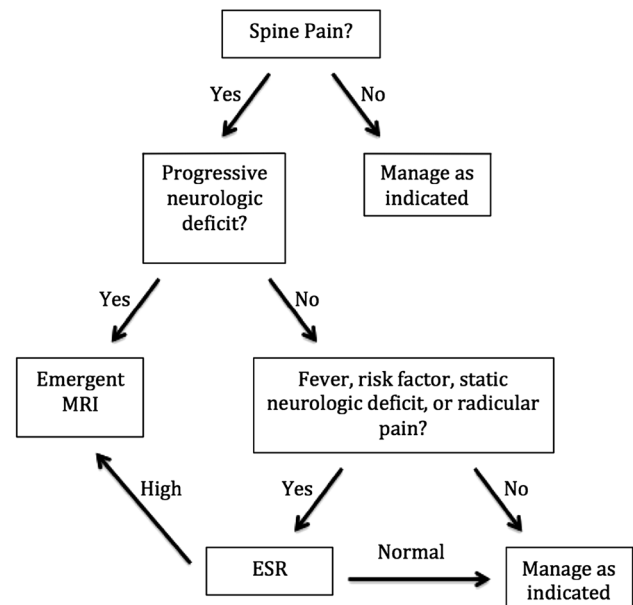 Spine Pain?
Yes
No
Progressive
neurologic
deficit?
Manage as
indicated
Yes
No
Emergent
MRI
Fever, risk factor, static
neurologic deficit, or radicular
pain?
High
Yes
No
ESR
Normal
Manage as
indicated